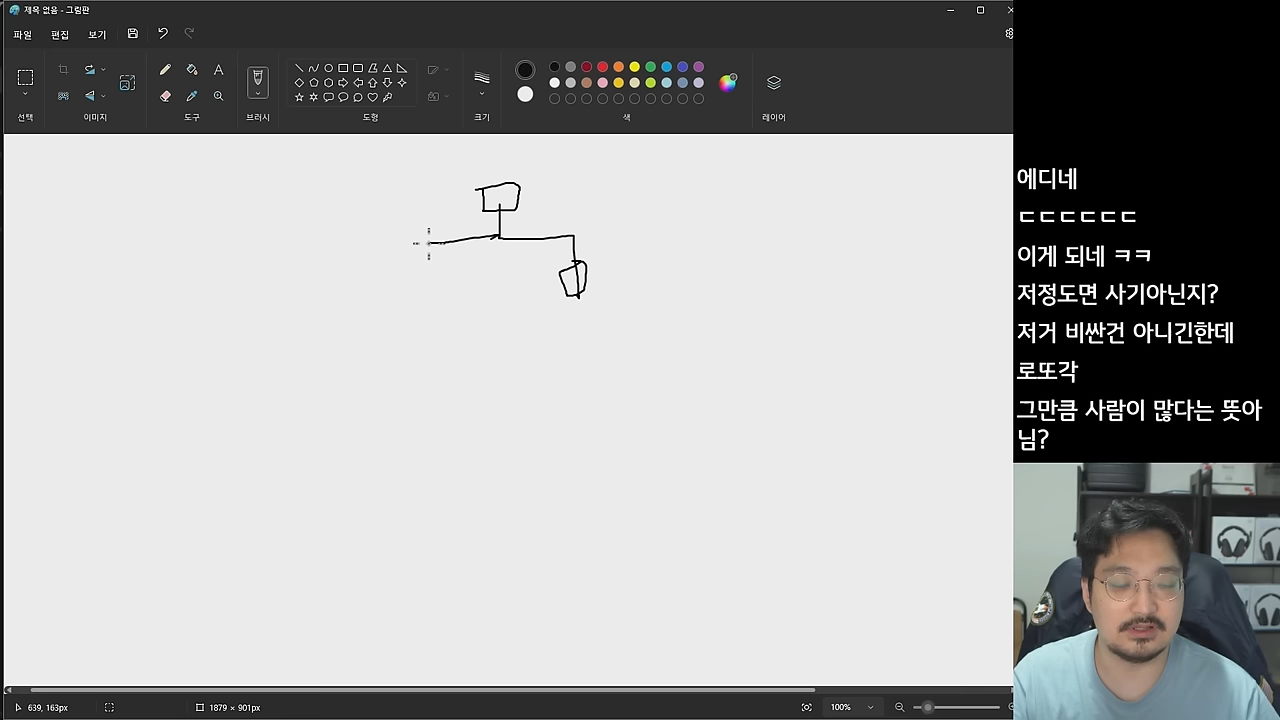 제목 없음 - 그림판
파일 편집 보기
선택 이미지 도구 브러시 도형 크기 색 레이어
에디네
ㄷㄷㄷㄷㄷㄷ
이게 되네 ㅋㅋ
저정도면 사기아닌지?
저거 비싼건 아니긴한데
로또각
그만큼 사람이 많다는 뜻아
님?
639, 163px 1879 × 901px 100%